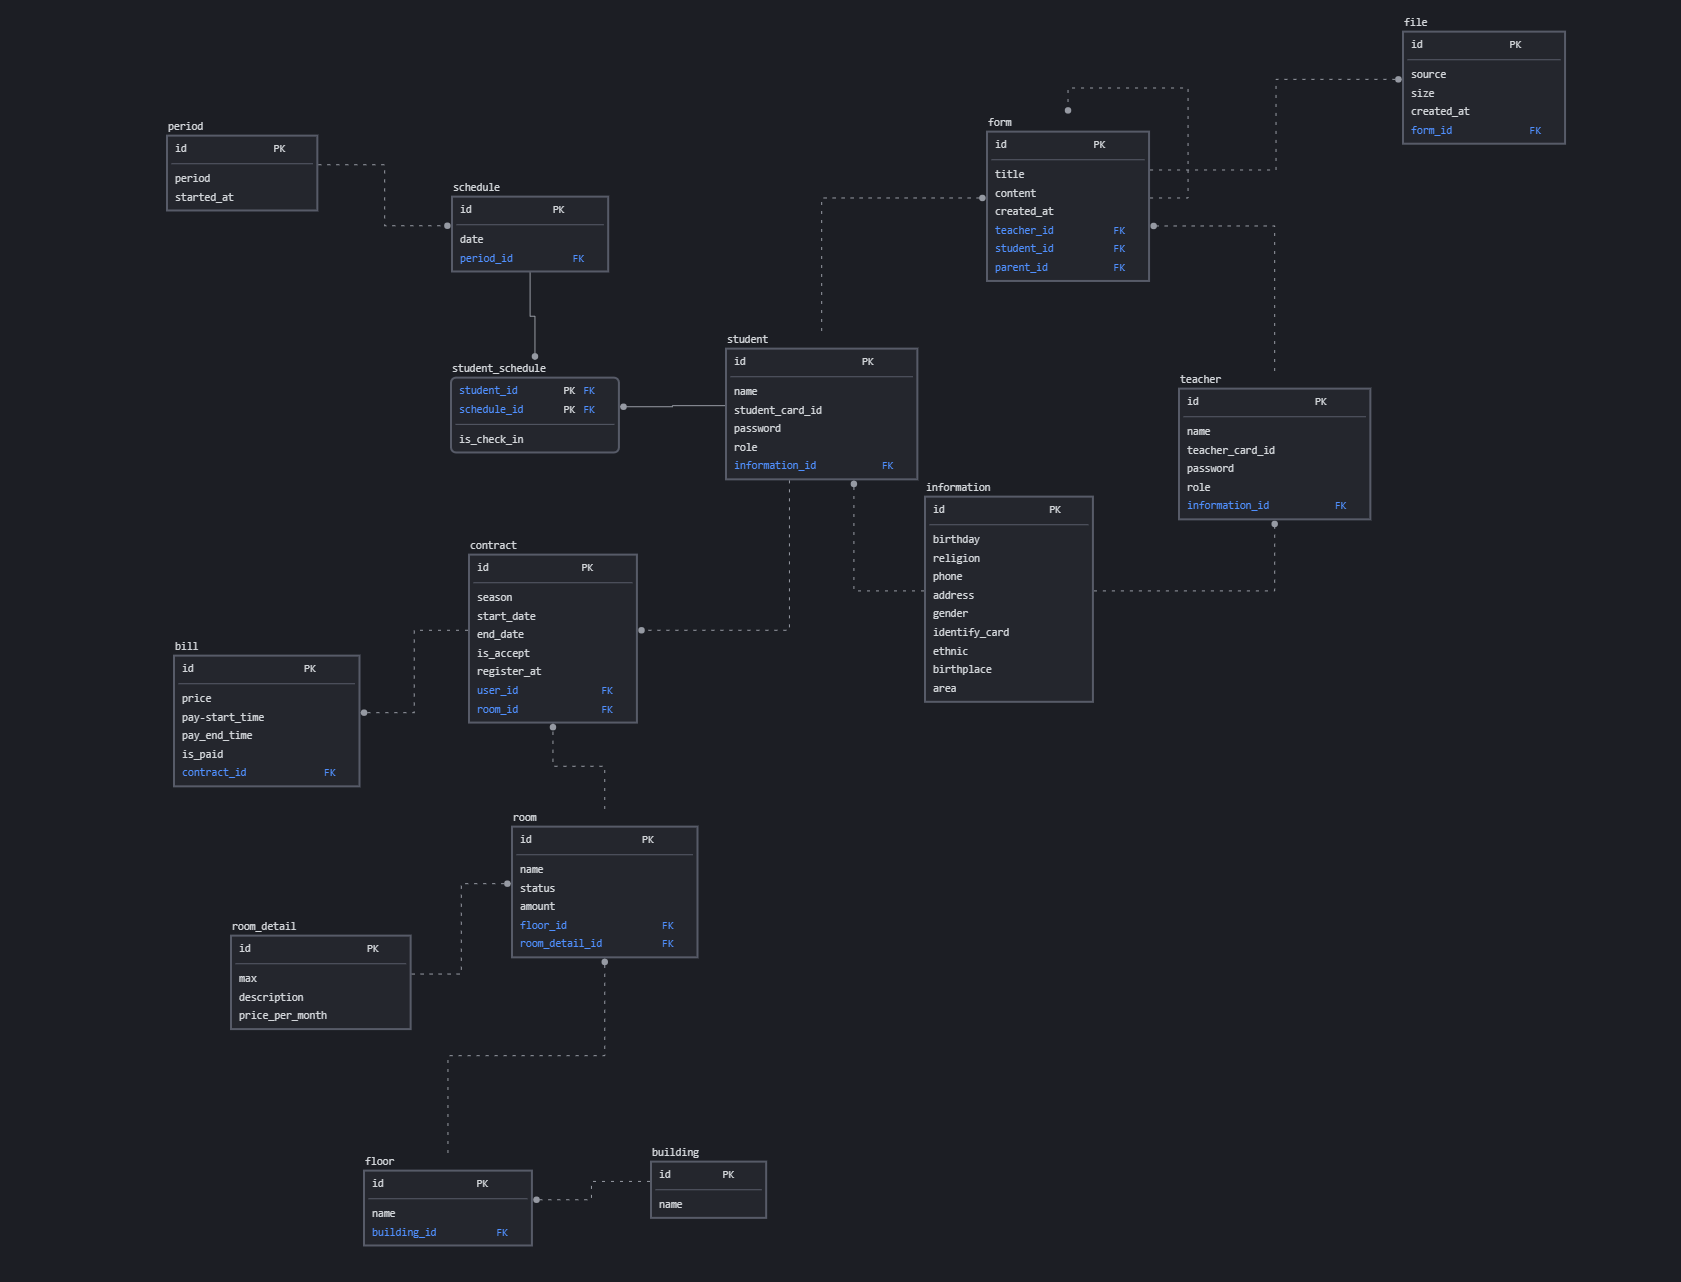 file
id PK
source
size
created_at
form_id FK
form
id PK
title
content
created_at
teacher_id FK
student_id FK
parent_id FK
period
id PK
period
started_at
schedule
id PK
date
period_id FK
student_schedule
student_id PK FK
schedule_id PK FK
is_check_in
student
id PK
name
student_card_id
password
role
information_id FK
teacher
id PK
name
teacher_card_id
password
role
information_id FK
information
id PK
birthday
religion
phone
address
gender
identify_card
ethnic
birthplace
area
contract
id PK
season
start_date
end_date
is_accept
register_at
user_id FK
room_id FK
bill
id PK
price
pay-start_time
pay_end_time
is_paid
contract_id FK
room
id PK
name
status
amount
floor_id FK
room_detail_id FK
room_detail
id PK
max
description
price_per_month
floor
id PK
name
building_id FK
building
id PK
name